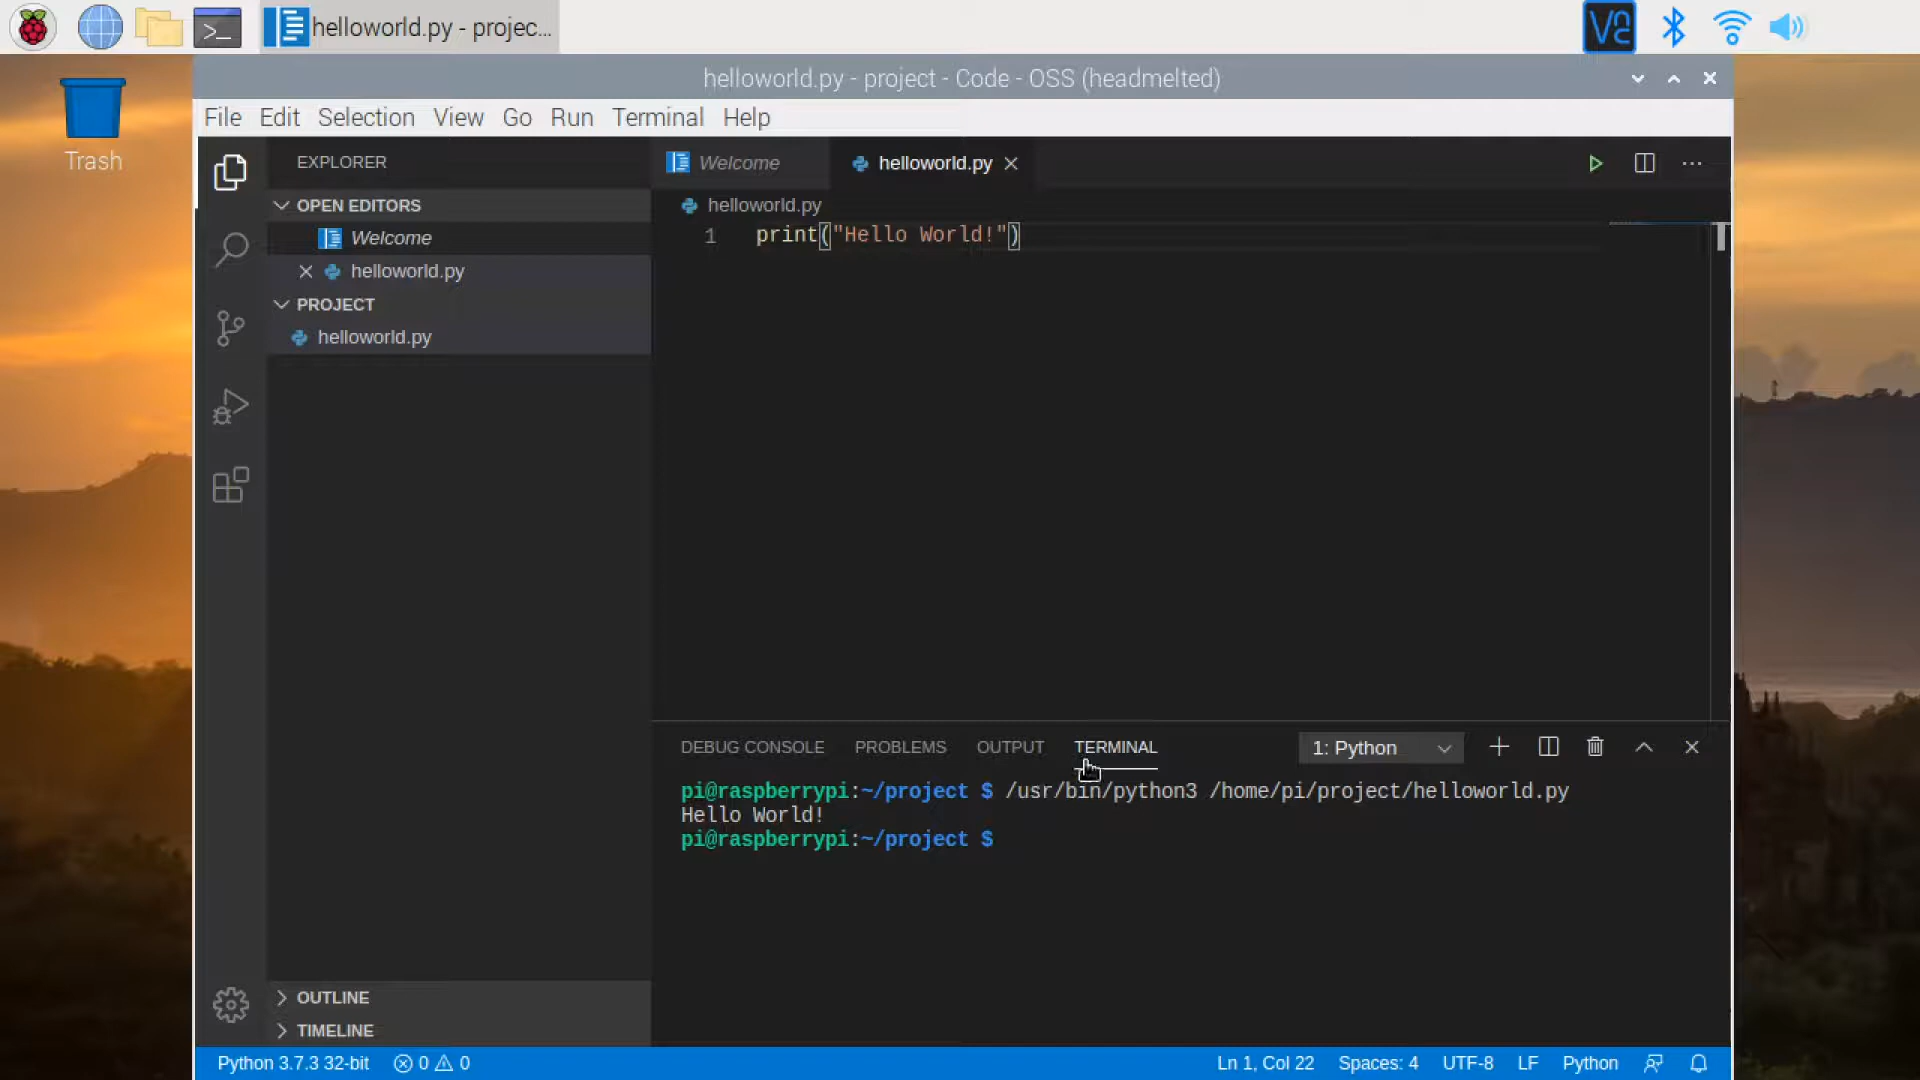 helloworld.py - projec...
Trash
helloworld.py - project - Code - OSS (headmelted)
File Edit Selection View Go Run Terminal Help
EXPLORER
OPEN EDITORS
Welcome
helloworld.py
PROJECT
helloworld.py
OUTLINE
TIMELINE
Welcome
helloworld.py
helloworld.py
1 print("Hello World!")
DEBUG CONSOLE PROBLEMS OUTPUT TERMINAL 1: Python
pi@raspberrypi:~/project $ /usr/bin/python3 /home/pi/project/helloworld.py
Hello World!
pi@raspberrypi:~/project $
Python 3.7.3 32-bit 0 0 Ln 1, Col 22 Spaces: 4 UTF-8 LF Python